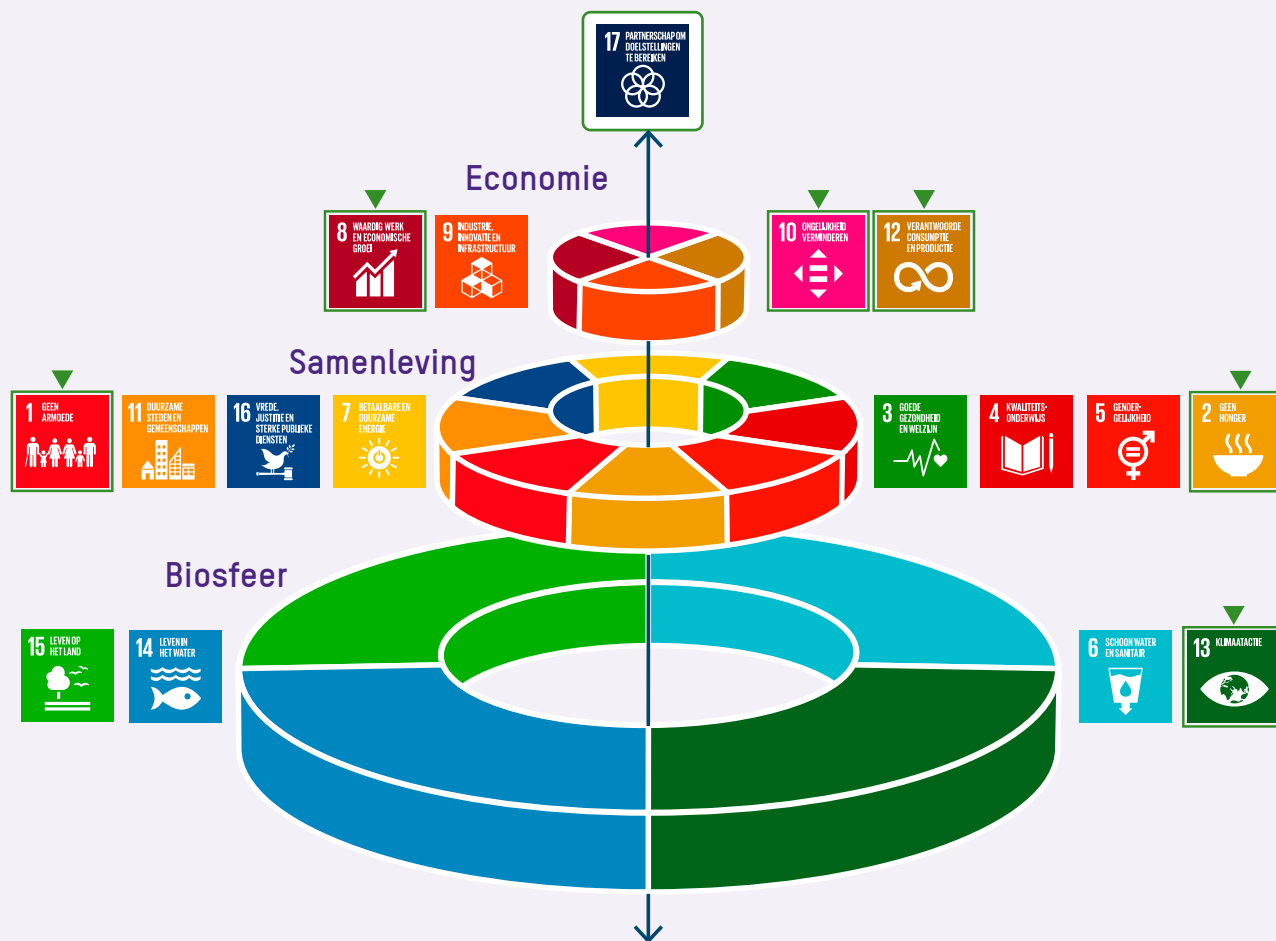 17 PARTNERSCHAP OM
DOELSTELLINGEN
TE BEREIKEN
Economie
8 WAARDIG WERK
EN ECONOMISCHE
GROEI
9 INDUSTRIE,
INNOVATIE EN
INFRASTRUCTUUR
10 ONGELIJKHEID
VERMINDEREN
12 VERANTWOORDE
CONSUMPTIE
EN PRODUCTIE
Samenleving
1 GEEN
ARMOEDE
11 DUURZAME
STEDEN EN
GEMEENSCHAPPEN
16 VREDE,
JUSTITIE EN
STERKE PUBLIEKE
DIENSTEN
7 BETAALBARE EN
DUURZAME
ENERGIE
3 GOEDE
GEZONDHEID
EN WELZIJN
4 KWALITEITS-
ONDERWIJS
5 GENDER-
GELIJKHEID
2 GEEN
HONGER
Biosfeer
15 LEVEN OP
HET LAND
14 LEVEN IN
HET WATER
6 SCHOON WATER
EN SANITAIR
13 KLIMAATACTIE